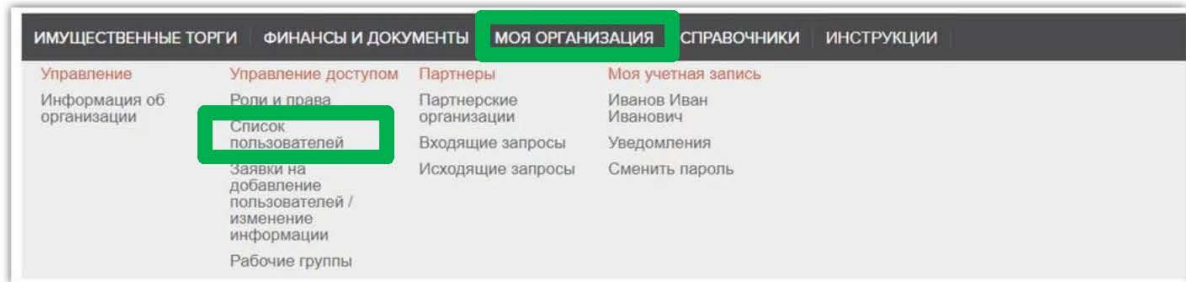 ИМУЩЕСТВЕННЫЕ ТОРГИ ФИНАНСЫ И ДОКУМЕНТЫ МОЯ ОРГАНИЗАЦИЯ СПРАВОЧНИКИ ИНСТРУКЦИИ
Управление
Информация об
организации
Управление доступом
Роли и права
Список
пользователей
Заявки на
добавление
пользователей /
изменение
информации
Рабочие группы
Партнеры
Партнерские
организации
Входящие запросы
Исходящие запросы
Моя учетная запись
Иванов Иван
Иванович
Уведомления
Сменить пароль